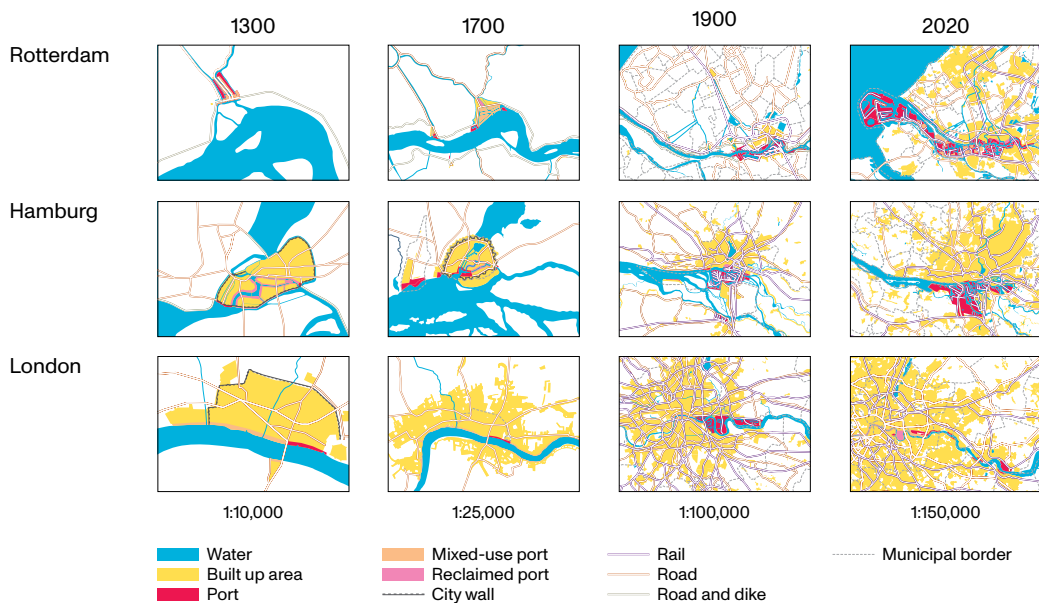 1300 1700 1900 2020
Rotterdam
Hamburg
London
1:10,000 1:25,000 1:100,000 1:150,000
Water Mixed-use port Rail Municipal border
Built up area Reclaimed port Road
Port City wall Road and dike